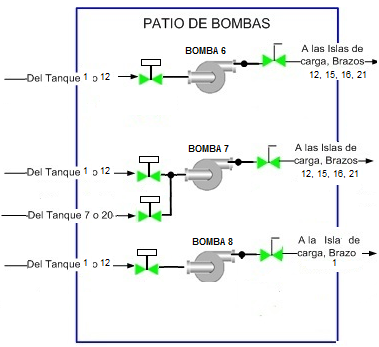 PATIO DE BOMBAS
BOMBA 6
A las Islas de
carga, Brazos
12, 15, 16, 21
Del Tanque 1 o 12
BOMBA 7
A las Islas de
carga, Brazos
12, 15, 16, 21
Del Tanque 1 o 12
Del Tanque 7 o 20
BOMBA 8
A la Isla de
carga, Brazo
1
Del Tanque 1 o 12